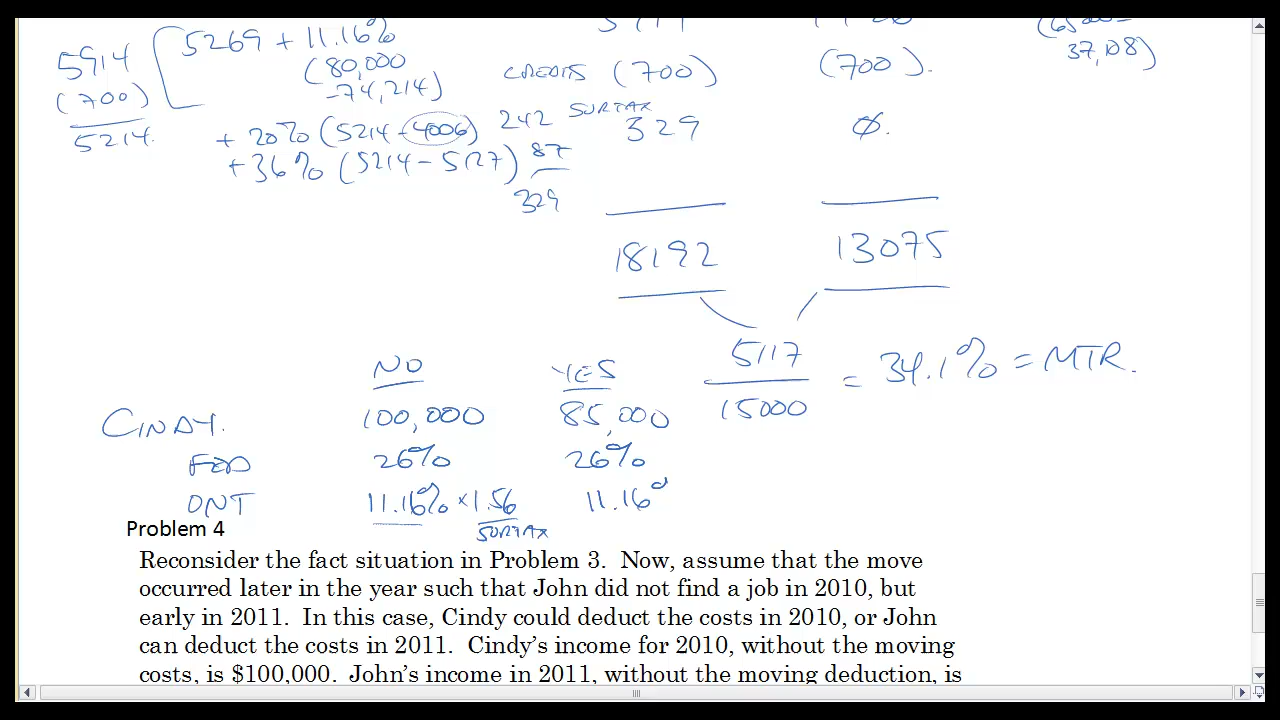 5914 5269 + 11.16%
(80,000
37,108)
-74,214)
(700) CREDITS (700) (700).
5214.
+ 20% (5214-4006) 242 SURTAX 329 Ø.
+36% (5214-5127) 87
329
18192 13075
5117
15000 = 34.1% = MTR.
NO YES
CINDY. 100,000 85,000
FED 26% 26%
ONT 11.16% × 1.56 11.16
SURTAX
Problem 4
Reconsider the fact situation in Problem 3. Now, assume that the move
occurred later in the year such that John did not find a job in 2010, but
early in 2011. In this case, Cindy could deduct the costs in 2010, or John
can deduct the costs in 2011. Cindy's income for 2010, without the moving
costs, is $100,000. John's income in 2011, without the moving deduction, is